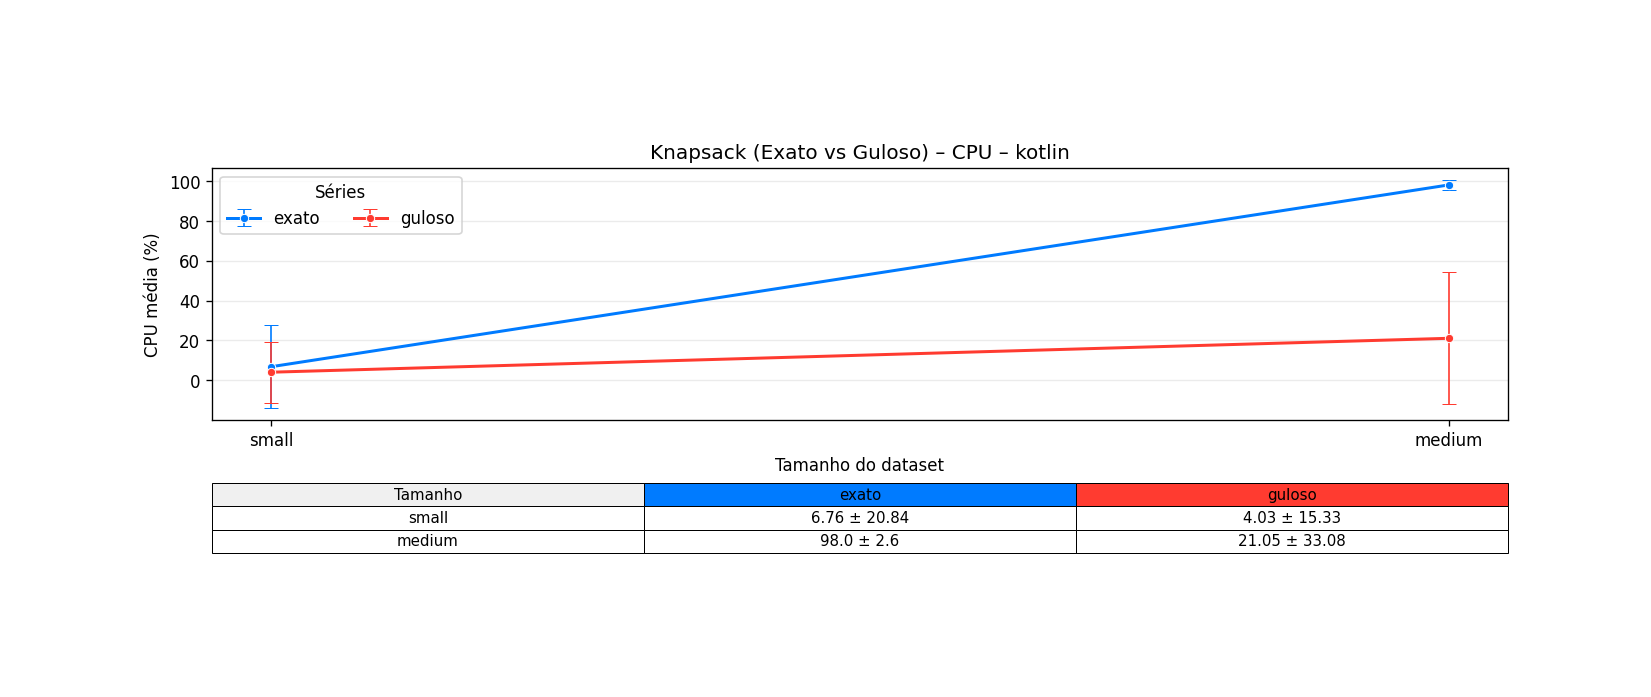 Knapsack (Exato vs Guloso) – CPU – kotlin
Séries
exato guloso
CPU média (%)
100
80
60
40
20
0
small medium
Tamanho do dataset
Tamanho exato guloso
small 6.76 ± 20.84 4.03 ± 15.33
medium 98.0 ± 2.6 21.05 ± 33.08